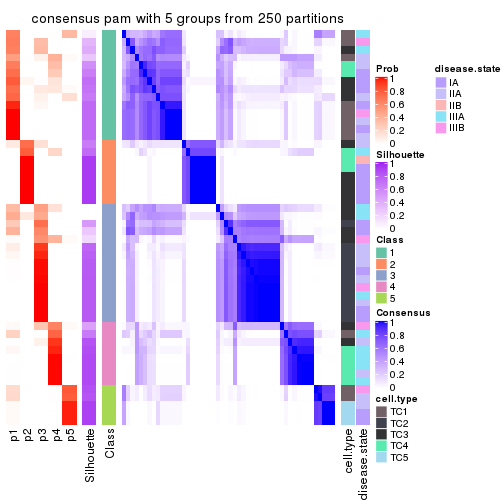 consensus pam with 5 groups from 250 partitions
Prob
1
0.8
0.6
0.4
0.2
0
Silhouette
1
0.8
0.6
0.4
0.2
0
Class
1
2
3
4
5
Consensus
1
0.8
0.6
0.4
0.2
0
cell.type
TC1
TC2
TC3
TC4
TC5
disease.state
IA
IIA
IIB
IIIA
IIIB
p1
p2
p3
p4
p5
Silhouette
Class
cell.type
disease.state